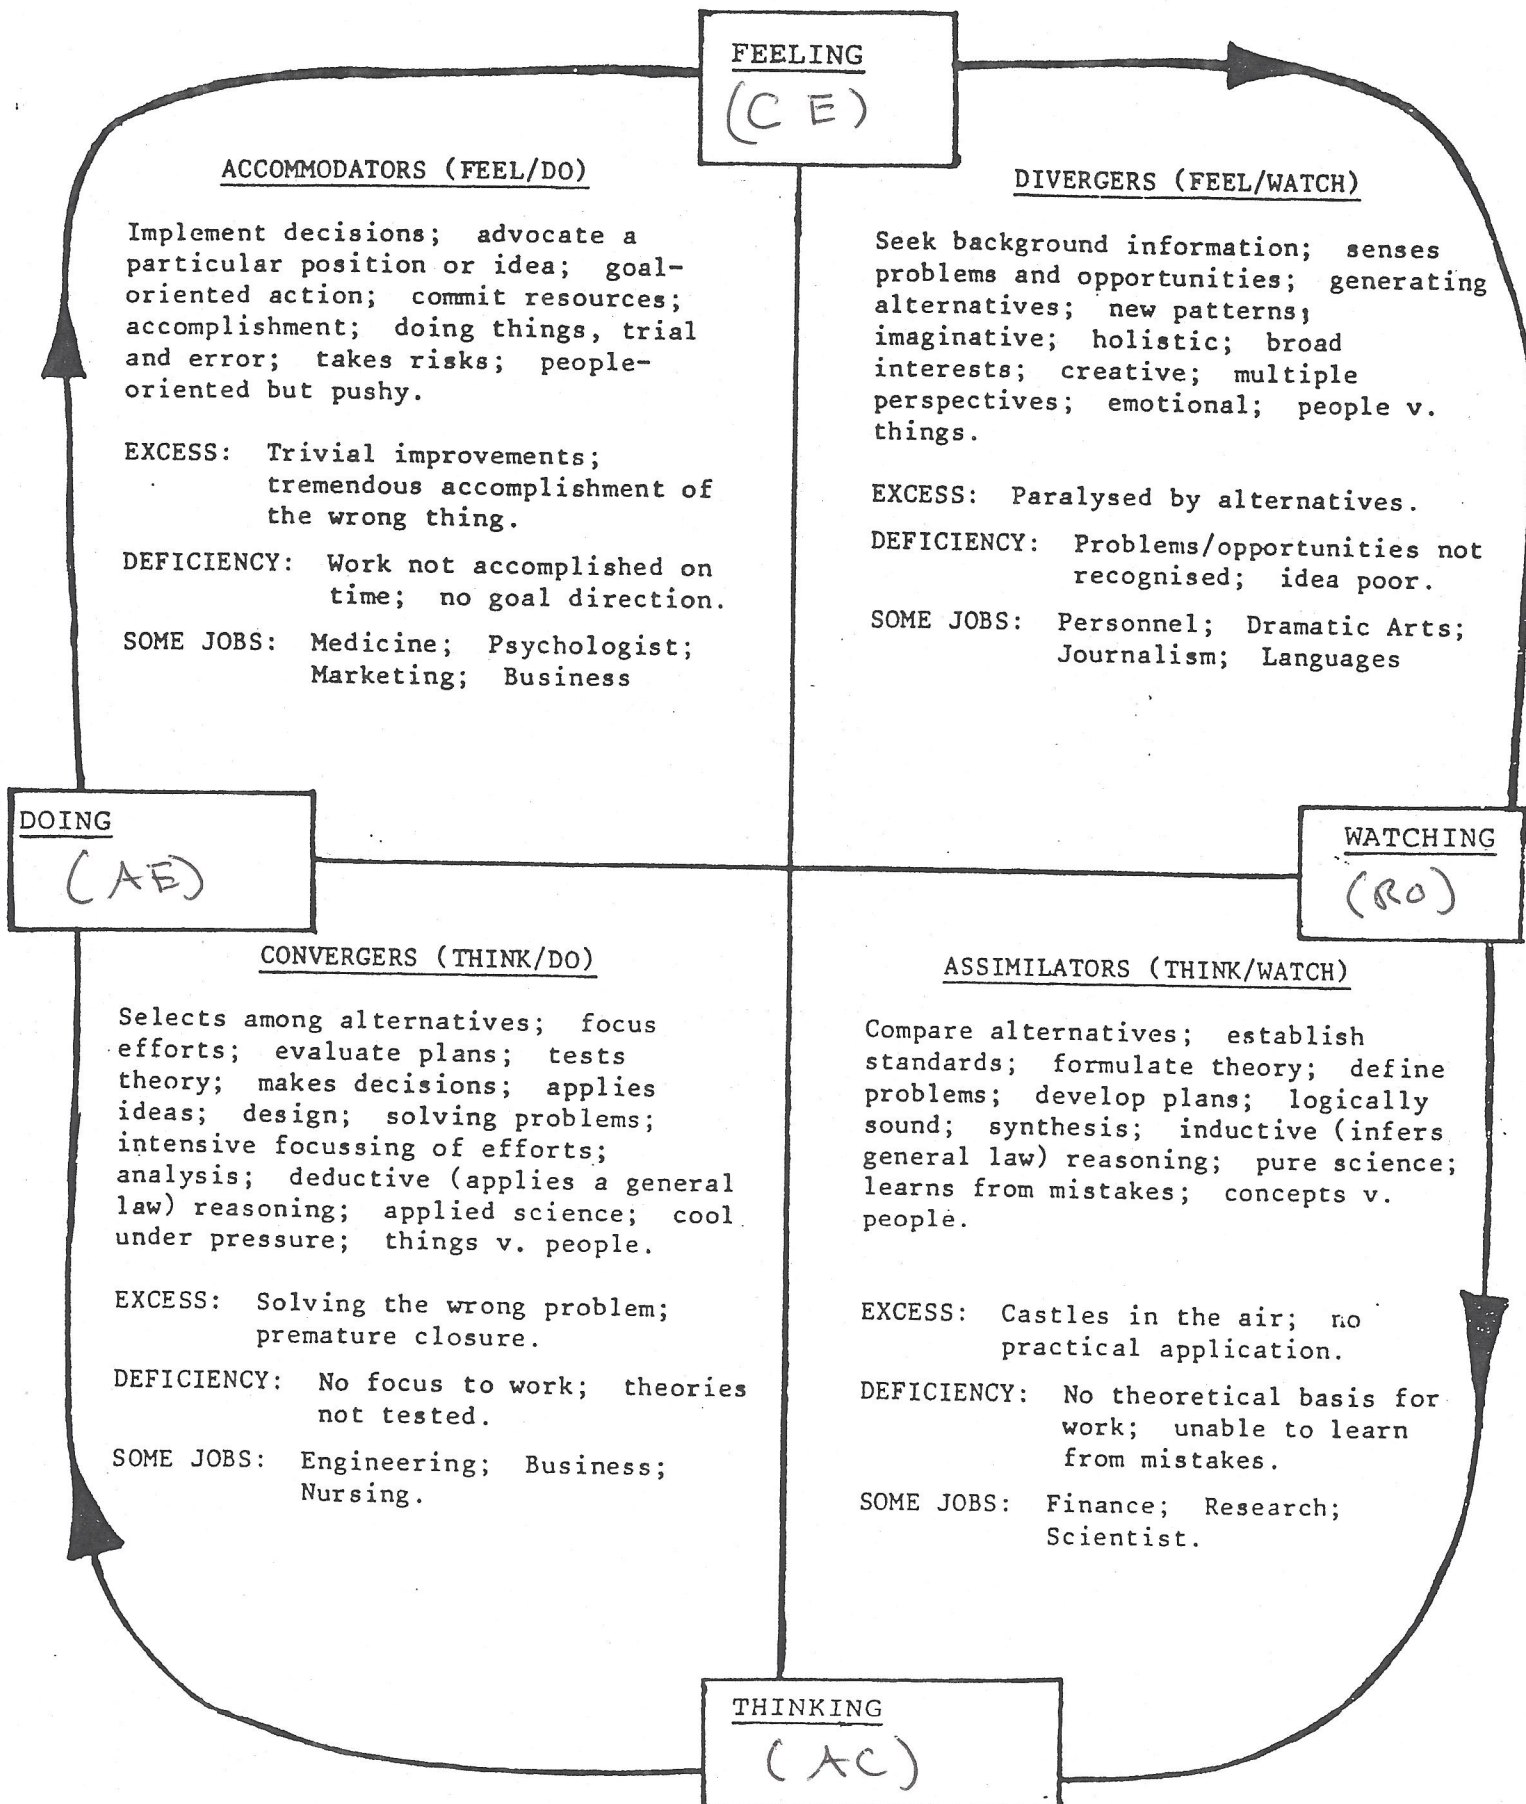 FEELING
(CE)
ACCOMMODATORS (FEEL/DO)
Implement decisions; advocate a
particular position or idea; goal-
oriented action; commit resources;
accomplishment; doing things, trial
and error; takes risks; people-
oriented but pushy.
EXCESS: Trivial improvements;
tremendous accomplishment of
the wrong thing.
DEFICIENCY: Work not accomplished on
time; no goal direction.
SOME JOBS: Medicine; Psychologist;
Marketing; Business
DIVERGERS (FEEL/WATCH)
Seek background information; senses
problems and opportunities; generating
alternatives; new patterns;
imaginative; holistic; broad
interests; creative; multiple
perspectives; emotional; people v.
things.
EXCESS: Paralysed by alternatives.
DEFICIENCY: Problems/opportunities not
recognised; idea poor.
SOME JOBS: Personnel; Dramatic Arts;
Journalism; Languages
DOING
(AE)
WATCHING
(RO)
CONVERGERS (THINK/DO)
Selects among alternatives; focus
efforts; evaluate plans; tests
theory; makes decisions; applies
ideas; design; solving problems;
intensive focussing of efforts;
analysis; deductive (applies a general
law) reasoning; applied science; cool
under pressure; things v. people.
EXCESS: Solving the wrong problem;
premature closure.
DEFICIENCY: No focus to work; theories
not tested.
SOME JOBS: Engineering; Business;
Nursing.
ASSIMILATORS (THINK/WATCH)
Compare alternatives; establish
standards; formulate theory; define
problems; develop plans; logically
sound; synthesis; inductive (infers
general law) reasoning; pure science;
learns from mistakes; concepts v.
people.
EXCESS: Castles in the air; no
practical application.
DEFICIENCY: No theoretical basis for
work; unable to learn
from mistakes.
SOME JOBS: Finance; Research;
Scientist.
THINKING
(AC)